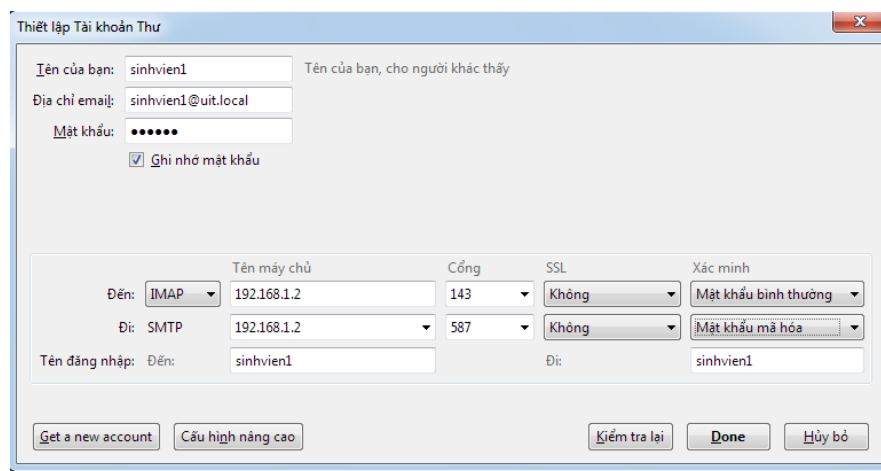 Thiết lập Tài khoản Thư
Tên của bạn: sinhvien1 Tên của bạn, cho người khác thấy
Địa chỉ email: sinhvien1@uit.local
Mật khẩu: ••••••
Ghi nhớ mật khẩu
Tên máy chủ Cổng SSL Xác minh
Đến: IMAP 192.168.1.2 143 Không Mật khẩu bình thường
Đi: SMTP 192.168.1.2 587 Không Mật khẩu mã hóa
Tên đăng nhập: Đến: sinhvien1 Đi: sinhvien1
Get a new account Cấu hình nâng cao Kiểm tra lại Done Hủy bỏ